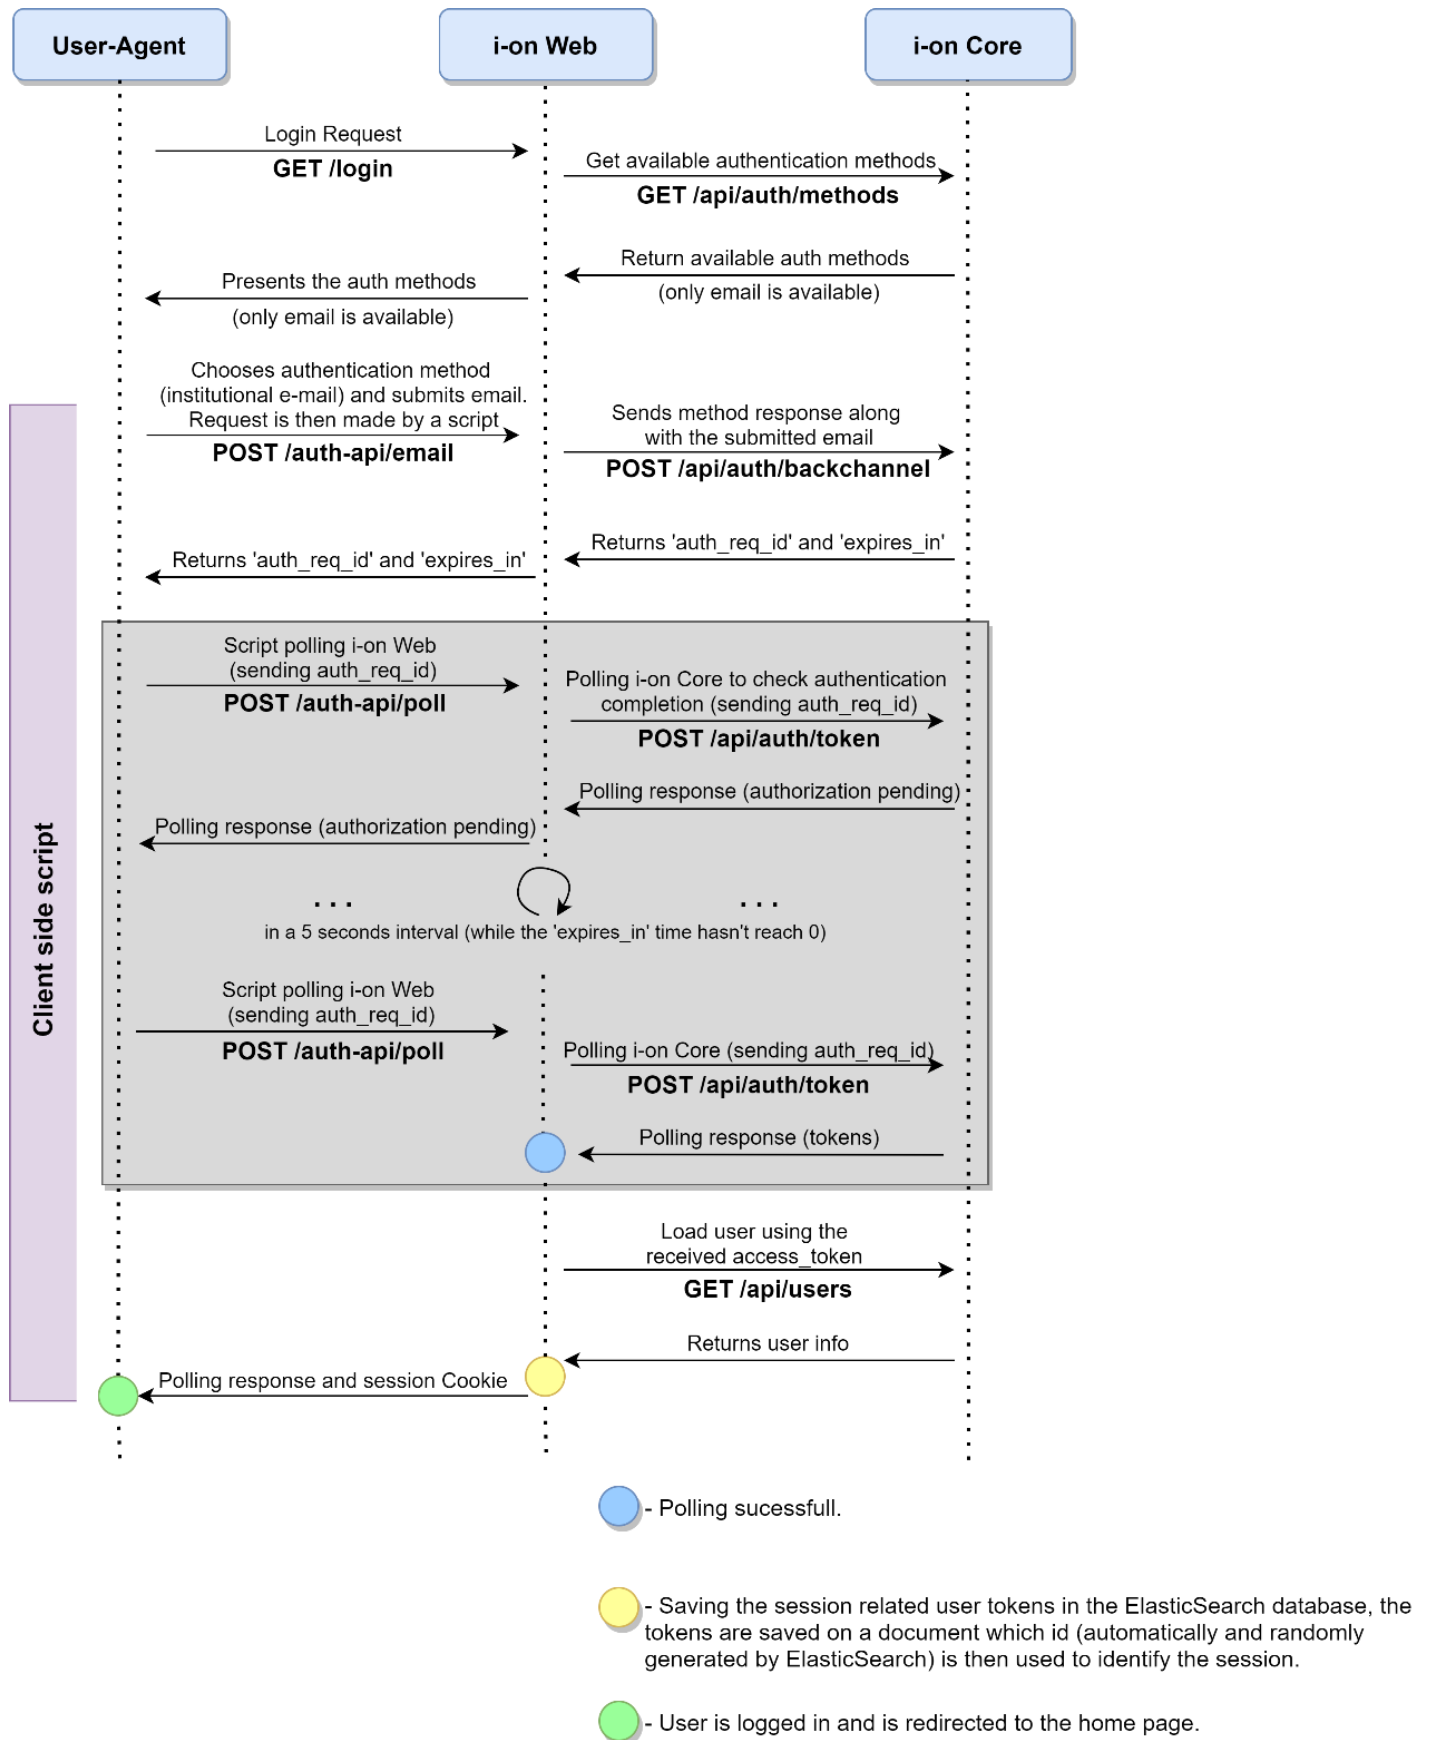 User-Agent
i-on Web
i-on Core
Login Request
GET /login
Get available authentication methods
GET /api/auth/methods
Return available auth methods
(only email is available)
Presents the auth methods
(only email is available)
Chooses authentication method
(institutional e-mail) and submits email.
Request is then made by a script
POST /auth-api/email
Sends method response along
with the submitted email
POST /api/auth/backchannel
Returns 'auth_req_id' and 'expires_in'
Returns 'auth_req_id' and 'expires_in'
Client side script
Script polling i-on Web
(sending auth_req_id)
POST /auth-api/poll
Polling i-on Core to check authentication
completion (sending auth_req_id)
POST /api/auth/token
Polling response (authorization pending)
Polling response (authorization pending)
. . .
. . .
in a 5 seconds interval (while the 'expires_in' time hasn't reach 0)
Script polling i-on Web
(sending auth_req_id)
POST /auth-api/poll
Polling i-on Core (sending auth_req_id)
POST /api/auth/token
Polling response (tokens)
Load user using the
received access_token
GET /api/users
Returns user info
Polling response and session Cookie
- Polling sucessfull.
- Saving the session related user tokens in the ElasticSearch database, the
tokens are saved on a document which id (automatically and randomly
generated by ElasticSearch) is then used to identify the session.
- User is logged in and is redirected to the home page.